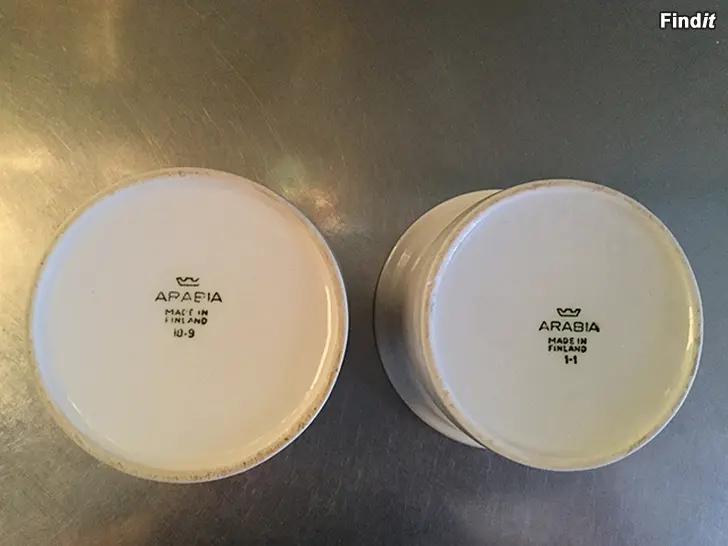 Findit
ARABIA
MADE IN
FINLAND
10-9
ARABIA
MADE IN
FINLAND
1-1